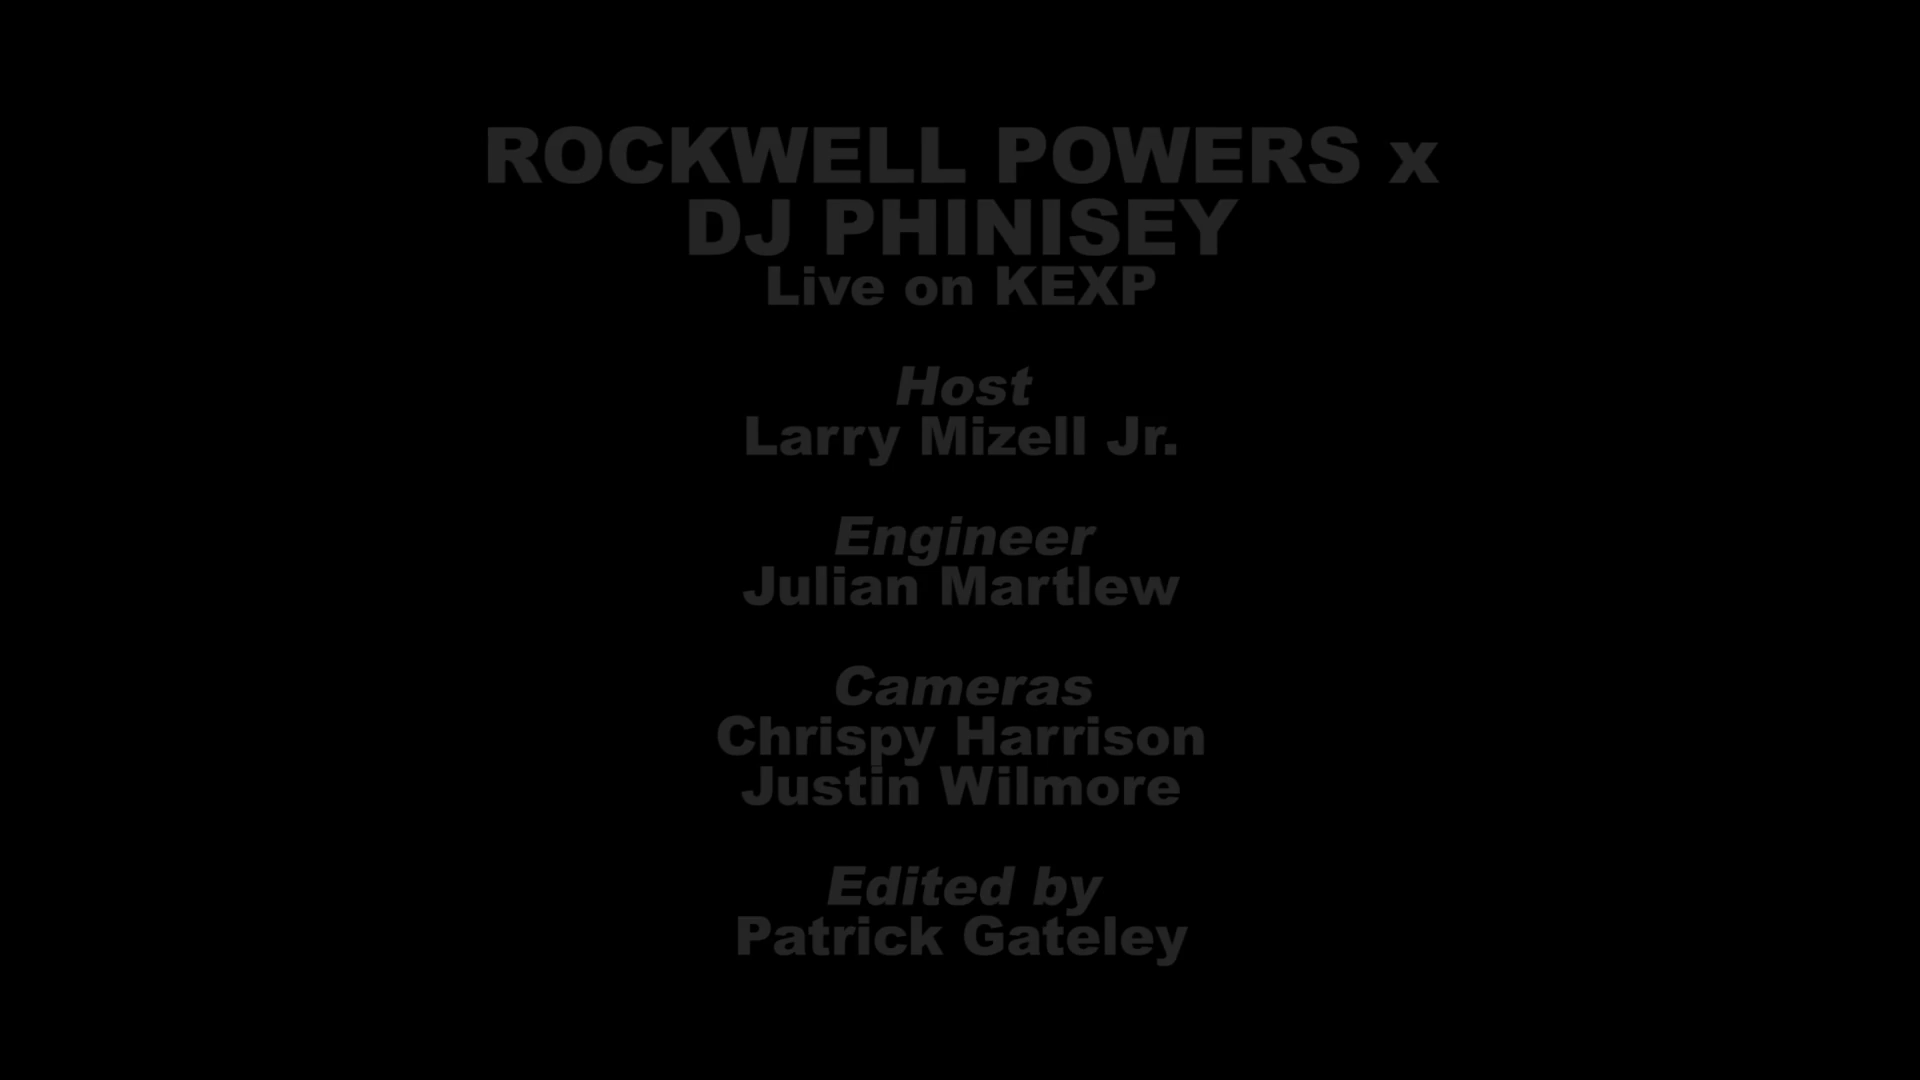 ROCKWELL POWERS x
DJ PHINISEY
Live on KEXP
Host
Larry Mizell Jr.
Engineer
Julian Martlew
Cameras
Chrispy Harrison
Justin Wilmore
Edited by
Patrick Gateley